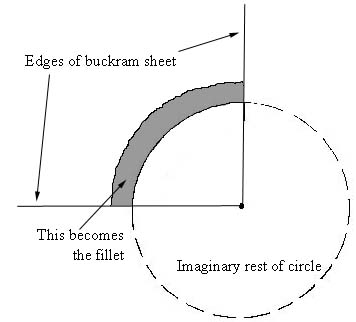 Edges of buckram sheet
This becomes
the fillet
Imaginary rest of circle